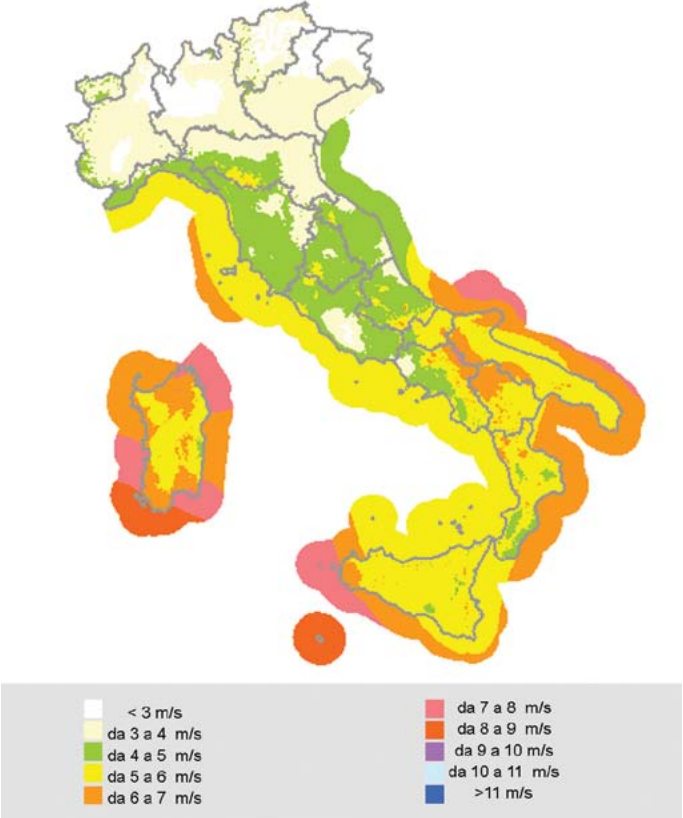 < 3 m/s
da 3 a 4 m/s
da 4 a 5 m/s
da 5 a 6 m/s
da 6 a 7 m/s
da 7 a 8 m/s
da 8 a 9 m/s
da 9 a 10 m/s
da 10 a 11 m/s
>11 m/s